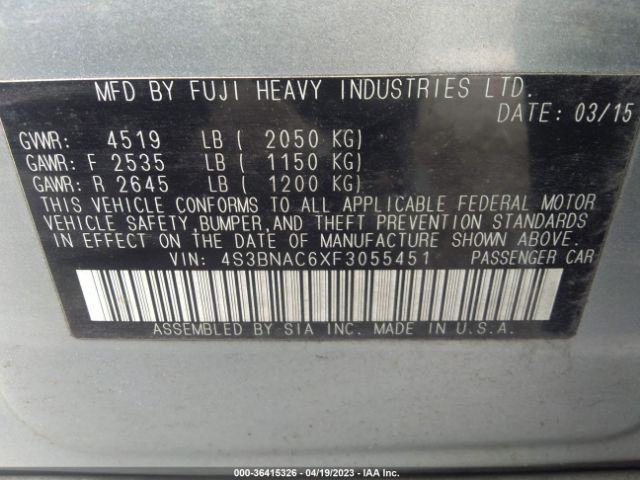 MFD BY FUJI HEAVY INDUSTRIES LTD.
DATE: 03/15
GVWR: 4519 LB ( 2050 KG)
GAWR: F 2535 LB ( 1150 KG)
GAWR: R 2645 LB ( 1200 KG)
THIS VEHICLE CONFORMS TO ALL APPLICABLE FEDERAL MOTOR
VEHICLE SAFETY,BUMPER,AND THEFT PREVENTION STANDARDS
IN EFFECT ON THE DATE OF MANUFACTURE SHOWN ABOVE.
VIN: 4S3BNAC6XF3055451 PASSENGER CAR
ASSEMBLED BY SIA INC. MADE IN U.S.A.
000-36415326 - 04/19/2023 - IAA Inc.